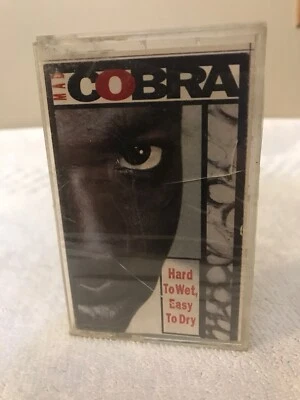 MAD
COBRA
Hard
To Wet,
Easy
To Dry